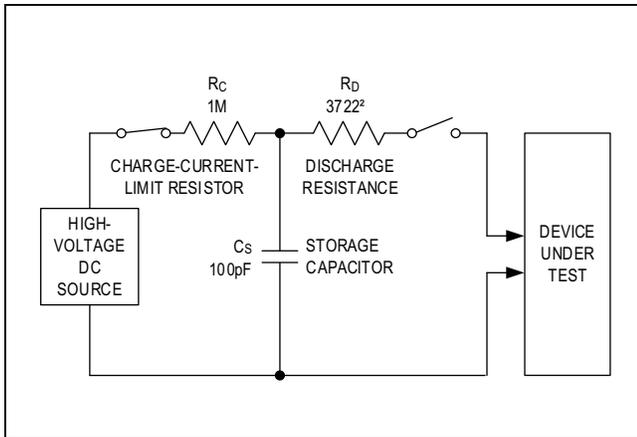 RC
1M
RD
3722²
CHARGE-CURRENT-
LIMIT RESISTOR
DISCHARGE
RESISTANCE
HIGH-
VOLTAGE
DC
SOURCE
CS
100pF
STORAGE
CAPACITOR
DEVICE
UNDER
TEST